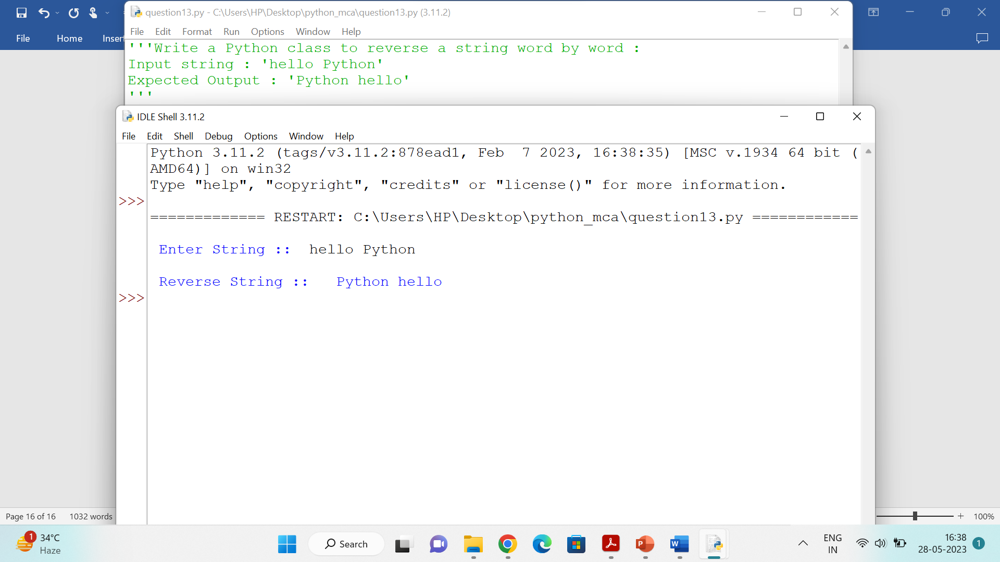 question13.py - C:\Users\HP\Desktop\python_mca\question13.py (3.11.2)
File Home Insert
File Edit Format Run Options Window Help
'''Write a Python class to reverse a string word by word :
Input string : 'hello Python'
Expected Output : 'Python hello'
'''
IDLE Shell 3.11.2
File Edit Shell Debug Options Window Help
Python 3.11.2 (tags/v3.11.2:878ead1, Feb  7 2023, 16:38:35) [MSC v.1934 64 bit (
AMD64)] on win32
Type "help", "copyright", "credits" or "license()" for more information.
>>>
============= RESTART: C:\Users\HP\Desktop\python_mca\question13.py ============
Enter String ::  hello Python
Reverse String ::   Python hello
>>>
Page 16 of 16 1032 words
100%
1
34°C
Haze
Search
ENG
IN
16:38
28-05-2023
1